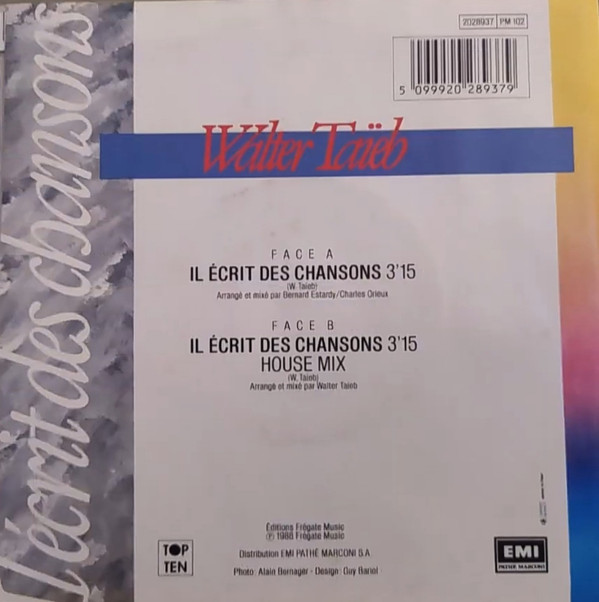 2028937 PM 102
5 099920 289379
Walter Taïeb
l écrit des chansons
FACE A
IL ÉCRIT DES CHANSONS 3'15
(W. Taïeb)
Arrangé et mixé par Bernard Estardy/Charles Orieux
FACE B
IL ÉCRIT DES CHANSONS 3'15
HOUSE MIX
(W. Taïeb)
Arrangé et mixé par Walter Taïeb
Éditions Frégate Music
Ⓟ 1988 Frégate Music
Distribution EMI PATHÉ MARCONI S.A.
Photo: Alain Bernager - Design: Guy Bariol
TOP
TEN
EMI
PATHÉ MARCONI